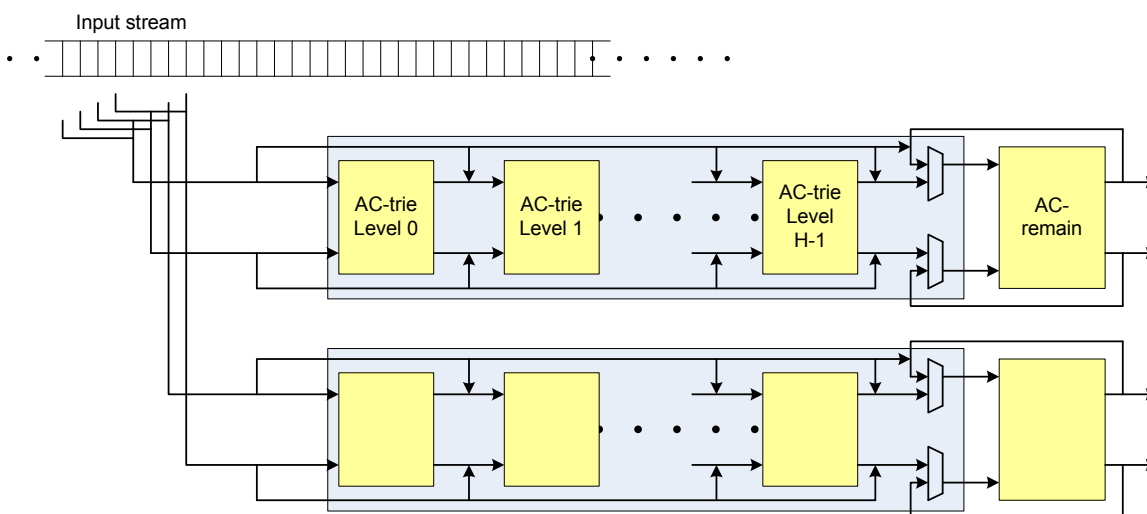 Input stream
AC-trie
Level 0
AC-trie
Level 1
AC-trie
Level
H-1
AC-
remain